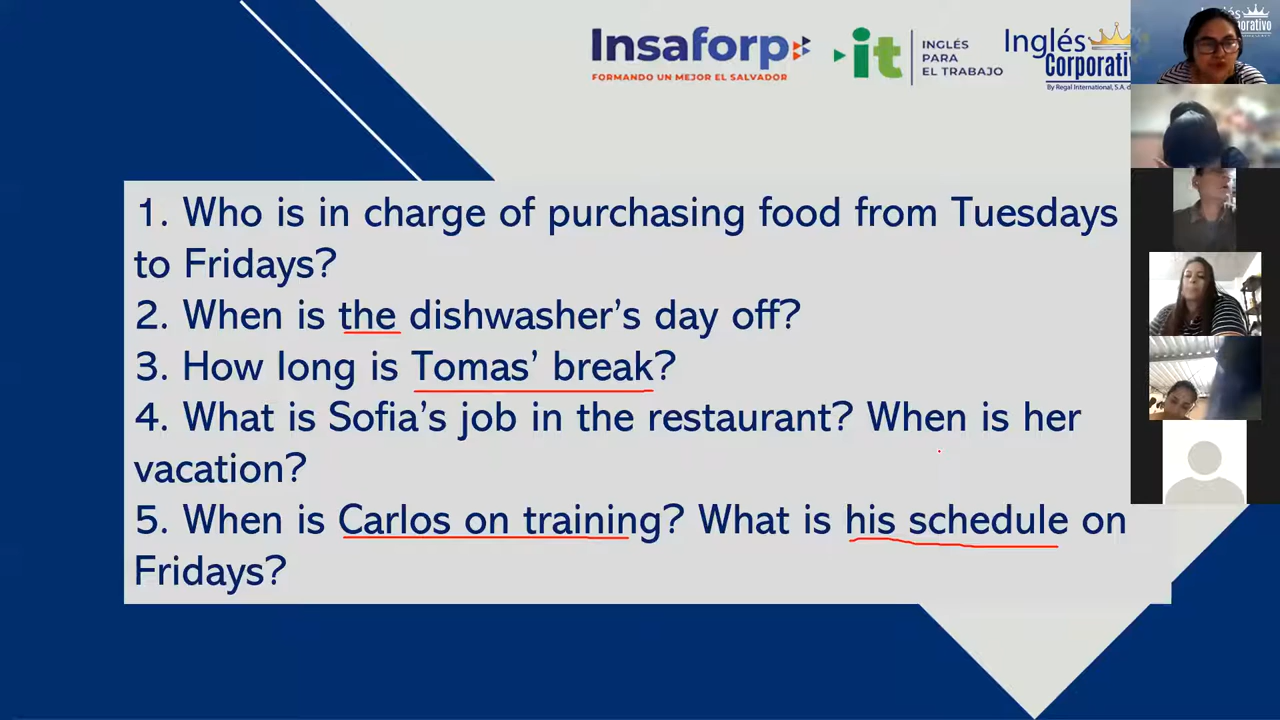 Insaforp
FORMANDO UN MEJOR EL SALVADOR
it
INGLÉS
PARA
EL TRABAJO
Inglés
Corporativ
By Regal International, S.A. d
1. Who is in charge of purchasing food from Tuesdays
to Fridays?
2. When is the dishwasher’s day off?
3. How long is Tomas’ break?
4. What is Sofia’s job in the restaurant? When is her
vacation?
5. When is Carlos on training? What is his schedule on
Fridays?